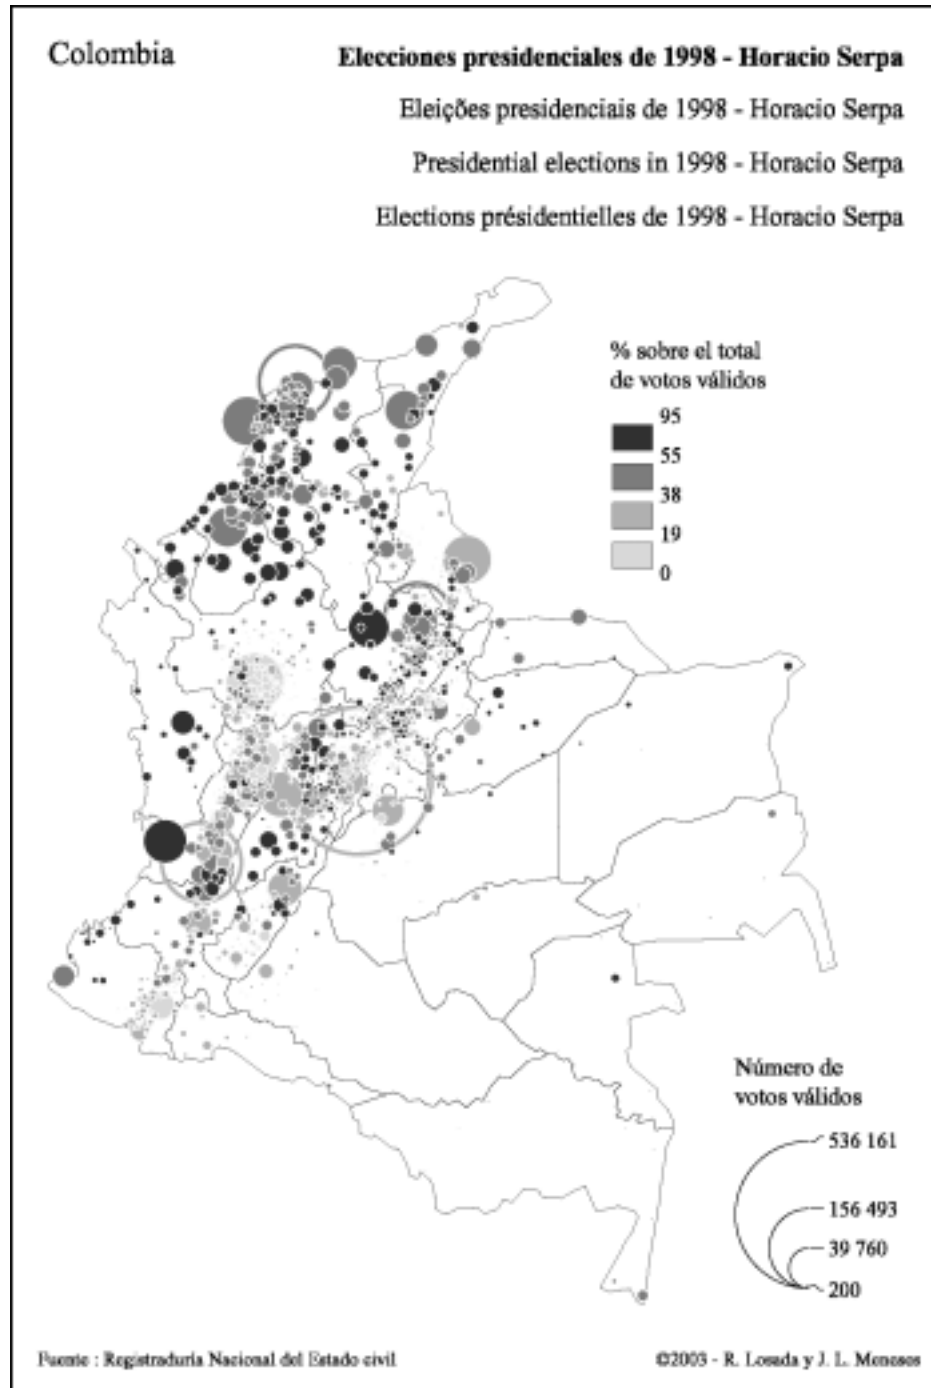 Colombia
Elecciones presidenciales de 1998 - Horacio Serpa
Eleições presidenciais de 1998 - Horacio Serpa
Presidential elections in 1998 - Horacio Serpa
Elections présidentielles de 1998 - Horacio Serpa
% sobre el total
de votos válidos
95
55
38
19
0
Número de
votos válidos
536 161
156 493
39 760
200
Fuente : Registraduría Nacional del Estado civil
©2003 - R. Losada y J. L. Meneses